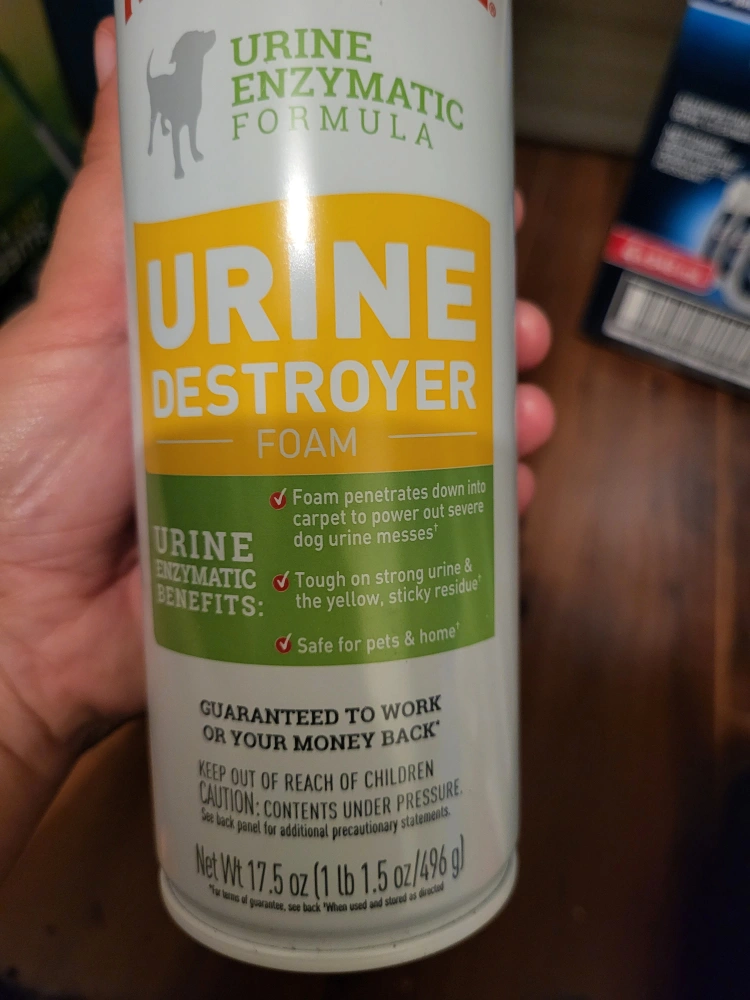 URINE
ENZYMATIC
FORMULA
URINE
DESTROYER
FOAM
URINE
ENZYMATIC
BENEFITS:
Foam penetrates down into
carpet to power out severe
dog urine messes†
Tough on strong urine &
the yellow, sticky residue†
Safe for pets & home†
GUARANTEED TO WORK
OR YOUR MONEY BACK*
KEEP OUT OF REACH OF CHILDREN
CAUTION: CONTENTS UNDER PRESSURE.
See back panel for additional precautionary statements.
Net Wt 17.5 oz (1 lb 1.5 oz/496 g)
*For terms of guarantee, see back †When used and stored as directed